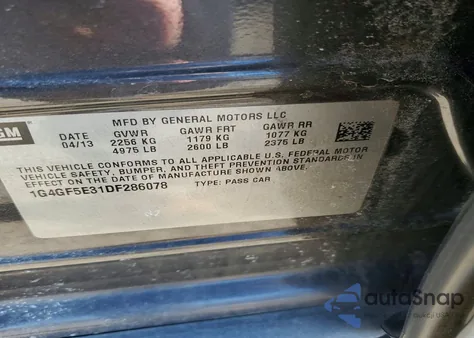 GM
MFD BY GENERAL MOTORS LLC
DATE GVWR GAWR FRT GAWR RR
04/13 2256 KG 1179 KG 1077 KG
4975 LB 2600 LB 2375 LB
THIS VEHICLE CONFORMS TO ALL APPLICABLE U.S. FEDERAL MOTOR
VEHICLE SAFETY, BUMPER, AND THEFT PREVENTION STANDARDS IN
EFFECT ON THE DATE OF MANUFACTURE SHOWN ABOVE.
1G4GF5E31DF286078 TYPE: PASS CAR
autoSnap